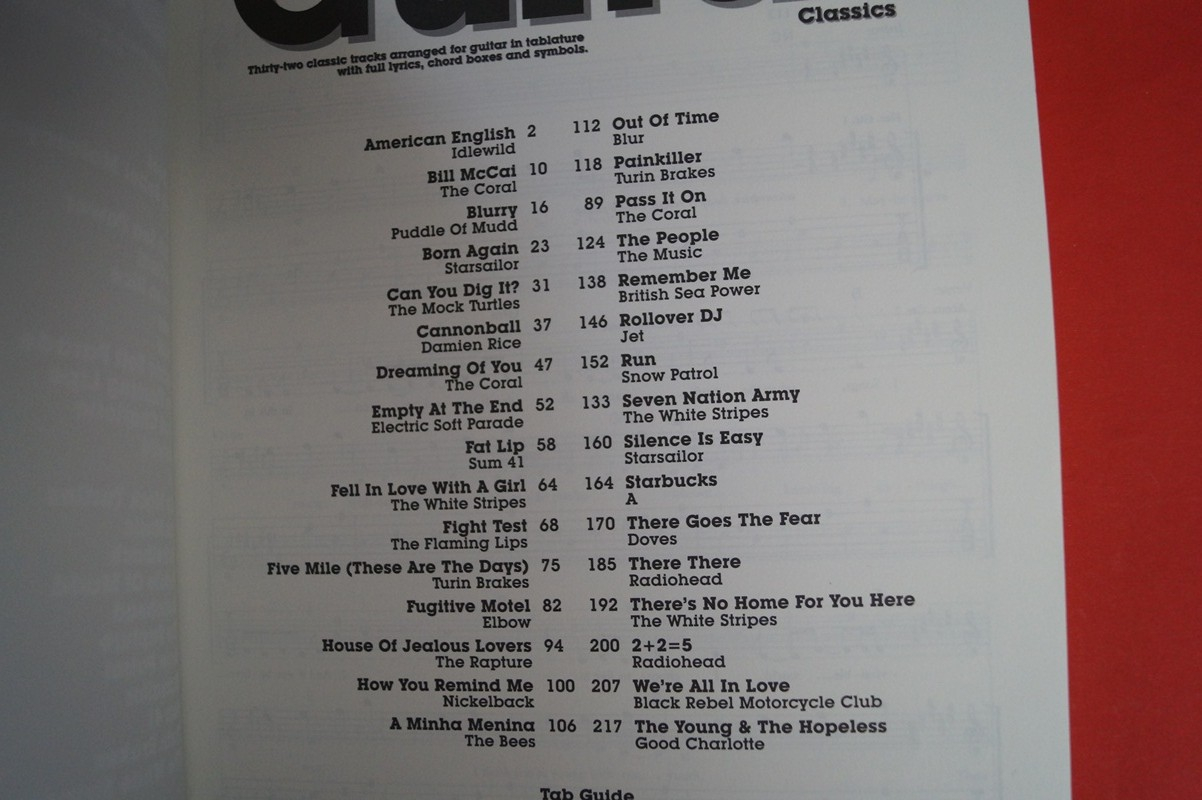 Classics
Thirty-two classic tracks arranged for guitar in tablature
with full lyrics, chord boxes and symbols.
American English 2
Idlewild
Bill McCai 10
The Coral
Blurry 16
Puddle Of Mudd
Born Again 23
Starsailor
Can You Dig It? 31
The Mock Turtles
Cannonball 37
Damien Rice
Dreaming Of You 47
The Coral
Empty At The End 52
Electric Soft Parade
Fat Lip 58
Sum 41
Fell In Love With A Girl 64
The White Stripes
Fight Test 68
The Flaming Lips
Five Mile (These Are The Days) 75
Turin Brakes
Fugitive Motel 82
Elbow
House Of Jealous Lovers 94
The Rapture
How You Remind Me 100
Nickelback
A Minha Menina 106
The Bees
112 Out Of Time
Blur
118 Painkiller
Turin Brakes
89 Pass It On
The Coral
124 The People
The Music
138 Remember Me
British Sea Power
146 Rollover DJ
Jet
152 Run
Snow Patrol
133 Seven Nation Army
The White Stripes
160 Silence Is Easy
Starsailor
164 Starbucks
A
170 There Goes The Fear
Doves
185 There There
Radiohead
192 There's No Home For You Here
The White Stripes
200 2+2=5
Radiohead
207 We're All In Love
Black Rebel Motorcycle Club
217 The Young & The Hopeless
Good Charlotte
Tab Guide